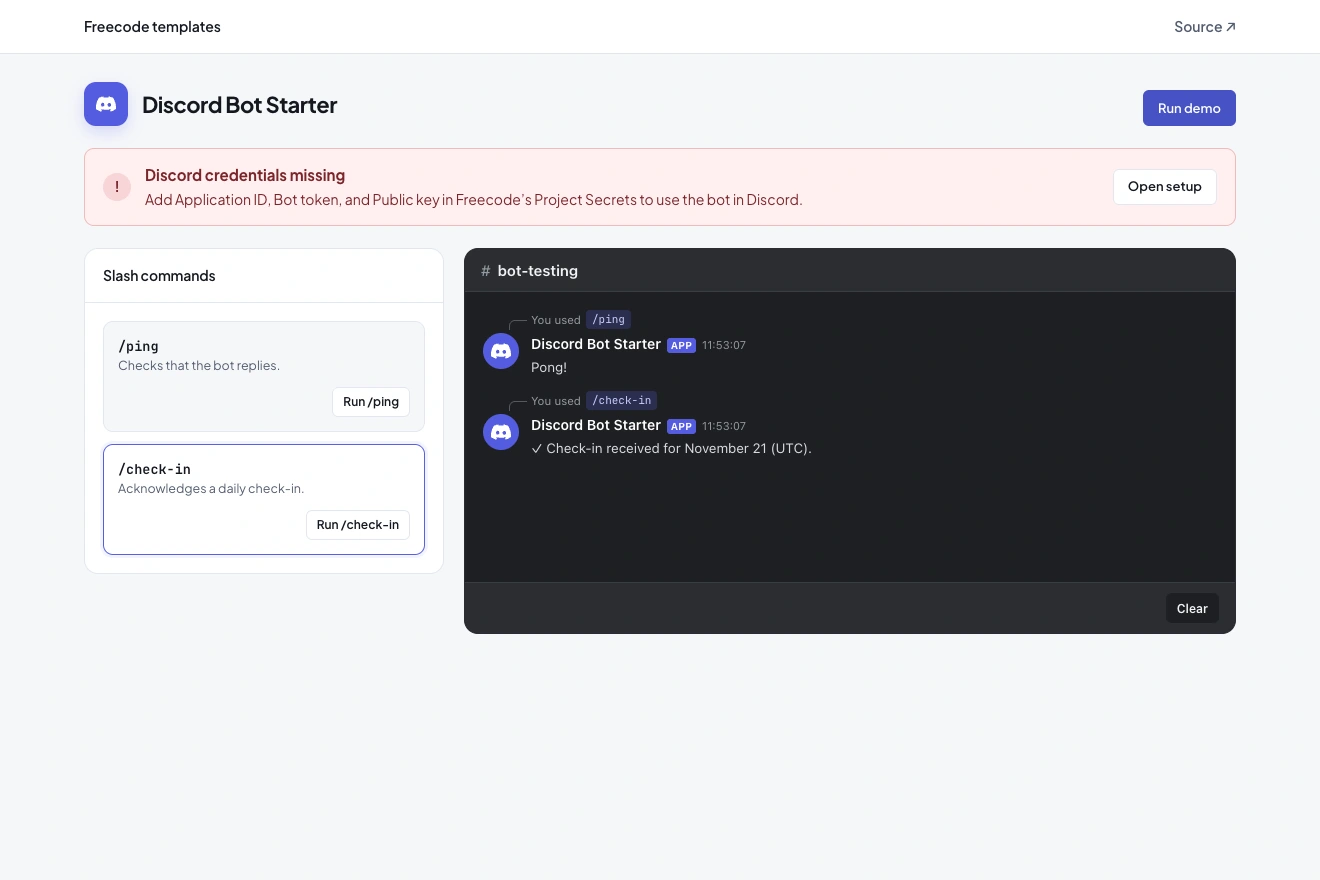 Freecode templates
Source ↗
Discord Bot Starter
Run demo
!
Discord credentials missing
Add Application ID, Bot token, and Public key in Freecode's Project Secrets to use the bot in Discord.
Open setup
Slash commands
/ping
Checks that the bot replies.
Run /ping
/check-in
Acknowledges a daily check-in.
Run /check-in
# bot-testing
You used /ping
Discord Bot Starter APP 11:53:07
Pong!
You used /check-in
Discord Bot Starter APP 11:53:07
✓ Check-in received for November 21 (UTC).
Clear